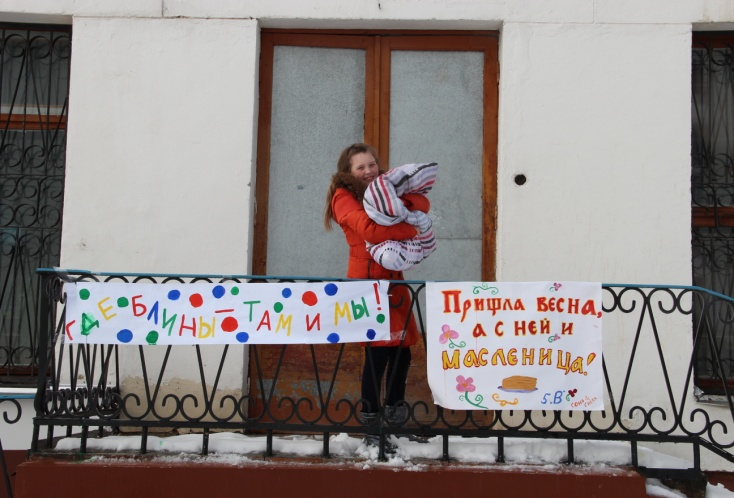 ГДЕ БЛИНЫ - ТАМ И МЫ!
Пришла весна,
а с ней и
Масленица!
5.В